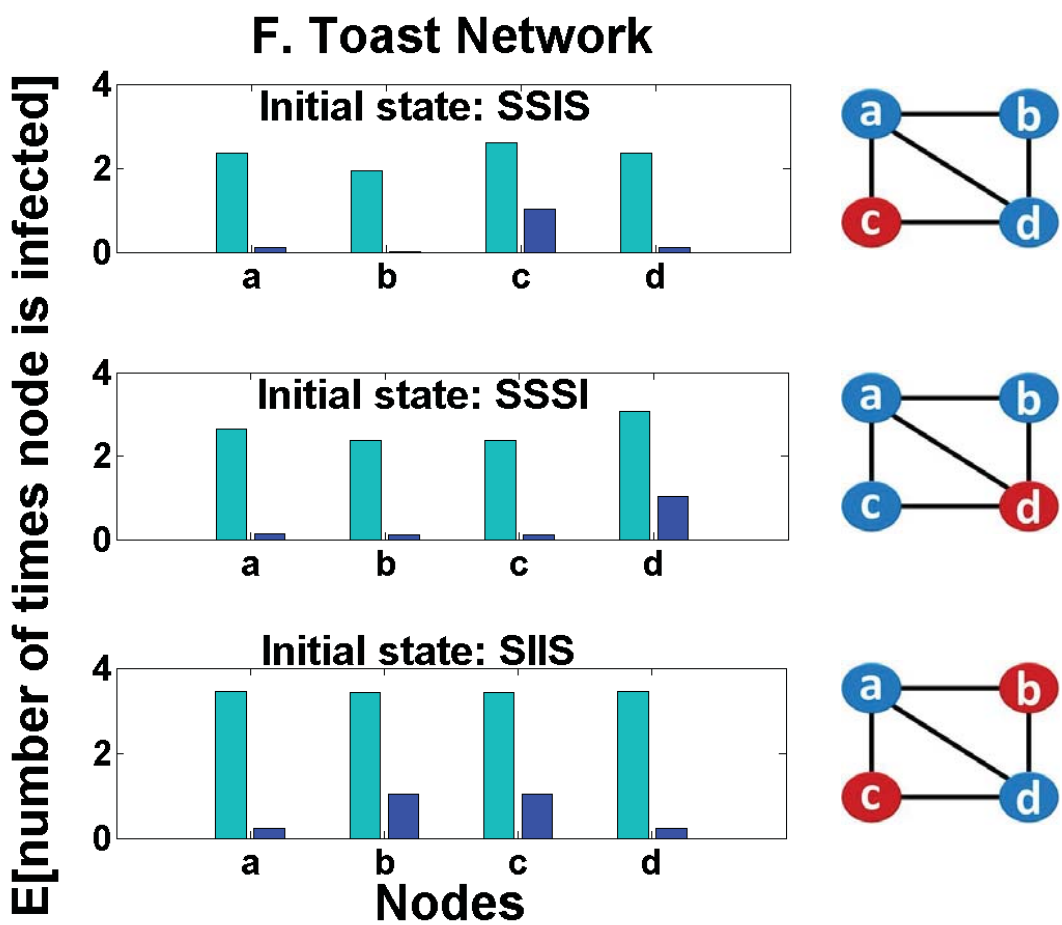 F. Toast Network
E[number of times node is infected]
Initial state: SSIS
4
2
0
a b c d
a b
c d
Initial state: SSSI
4
2
0
a b c d
a b
c d
Initial state: SIIS
4
2
0
a b c d
a b
c d
Nodes